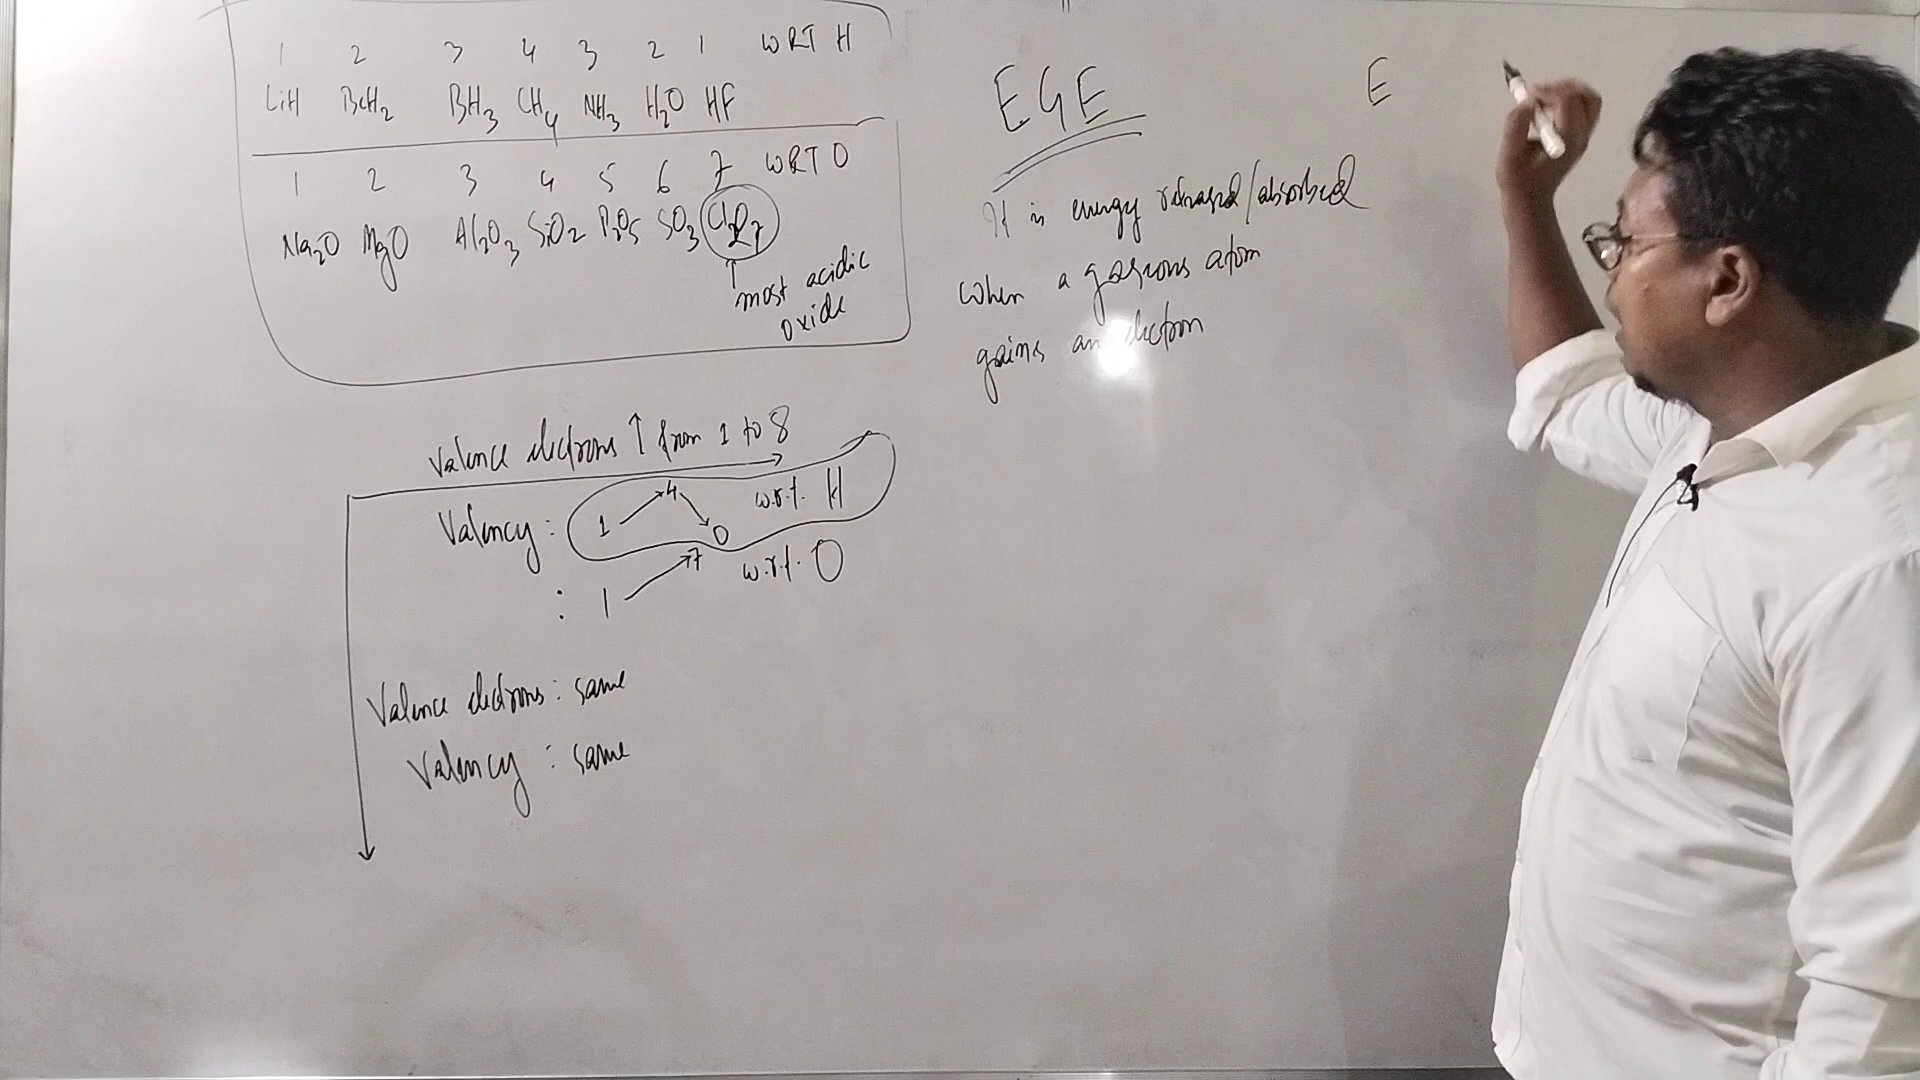 1 2 3 4 3 2 1 WRT H
LiH BeH₂ BH₃ CH₄ NH₃ H₂O HF
1 2 3 4 5 6 7 WRT O
Na₂O MgO Al₂O₃ SiO₂ P₂O₅ SO₃ Cl₂O₇
↑
most acidic
oxide
Valence electrons ↑ from 1 to 8
Valency : 1 → 4 → 0 w.r.t. H
: 1 → 7 w.r.t. O
Valence electrons : same
Valency : same
EGE
It is energy released/absorbed
when a gaseous atom
gains an electron
E